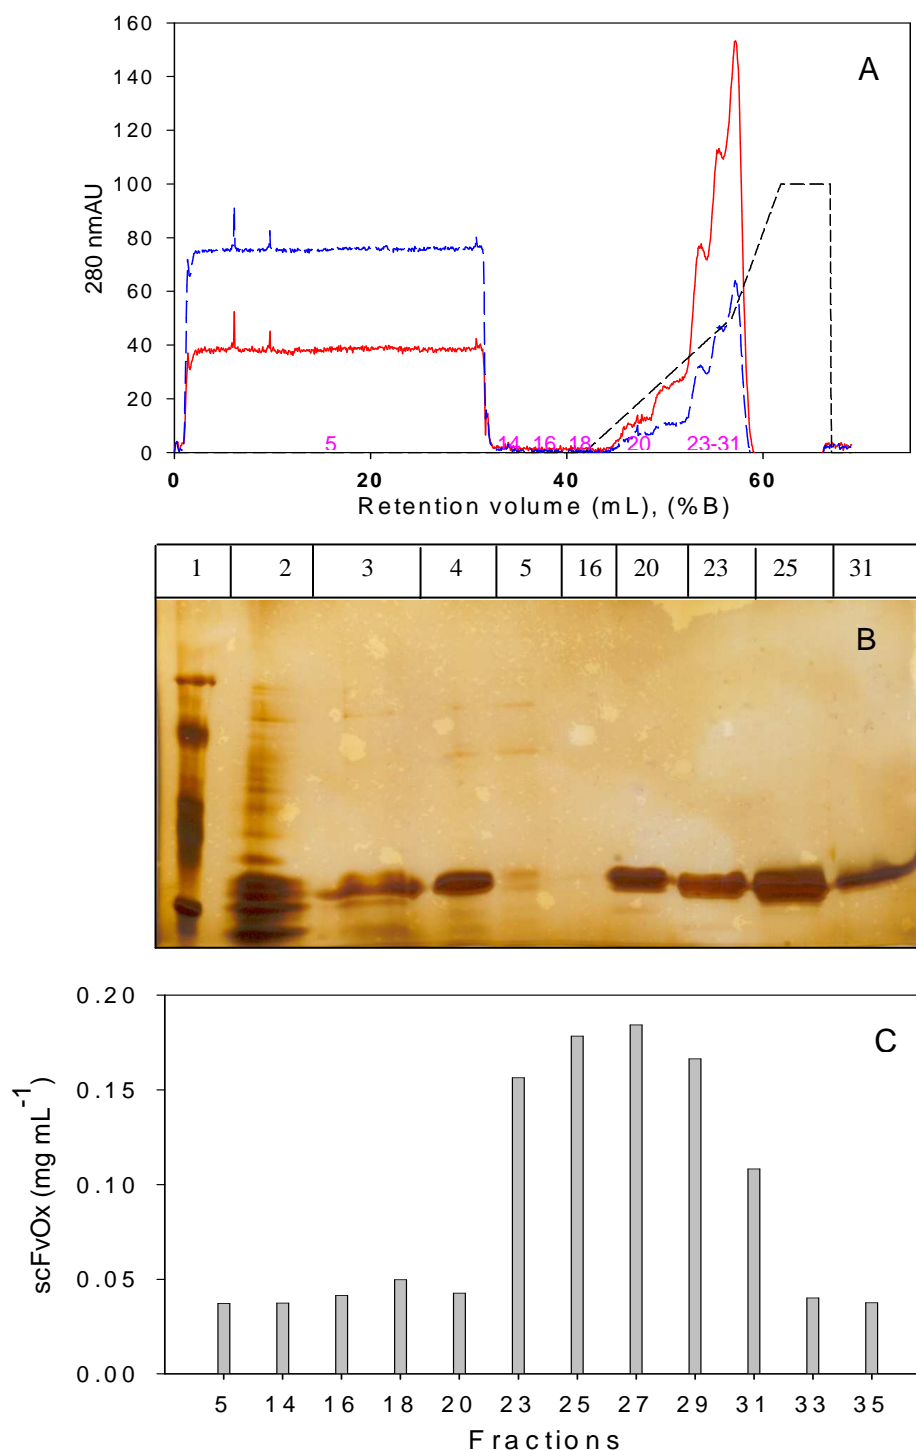 160
A
140
120
100
80
60
40
20
0
280 nmAU
5 14 16 18 20 23-31
0 20 40 60
Retention volume (mL), (%B)
1 2 3 4 5 16 20 23 25 31
B
0.20
C
0.15
0.10
0.05
0.00
scFvOx (mg mL-1)
5 14 16 18 20 23 25 27 29 31 33 35
Fractions